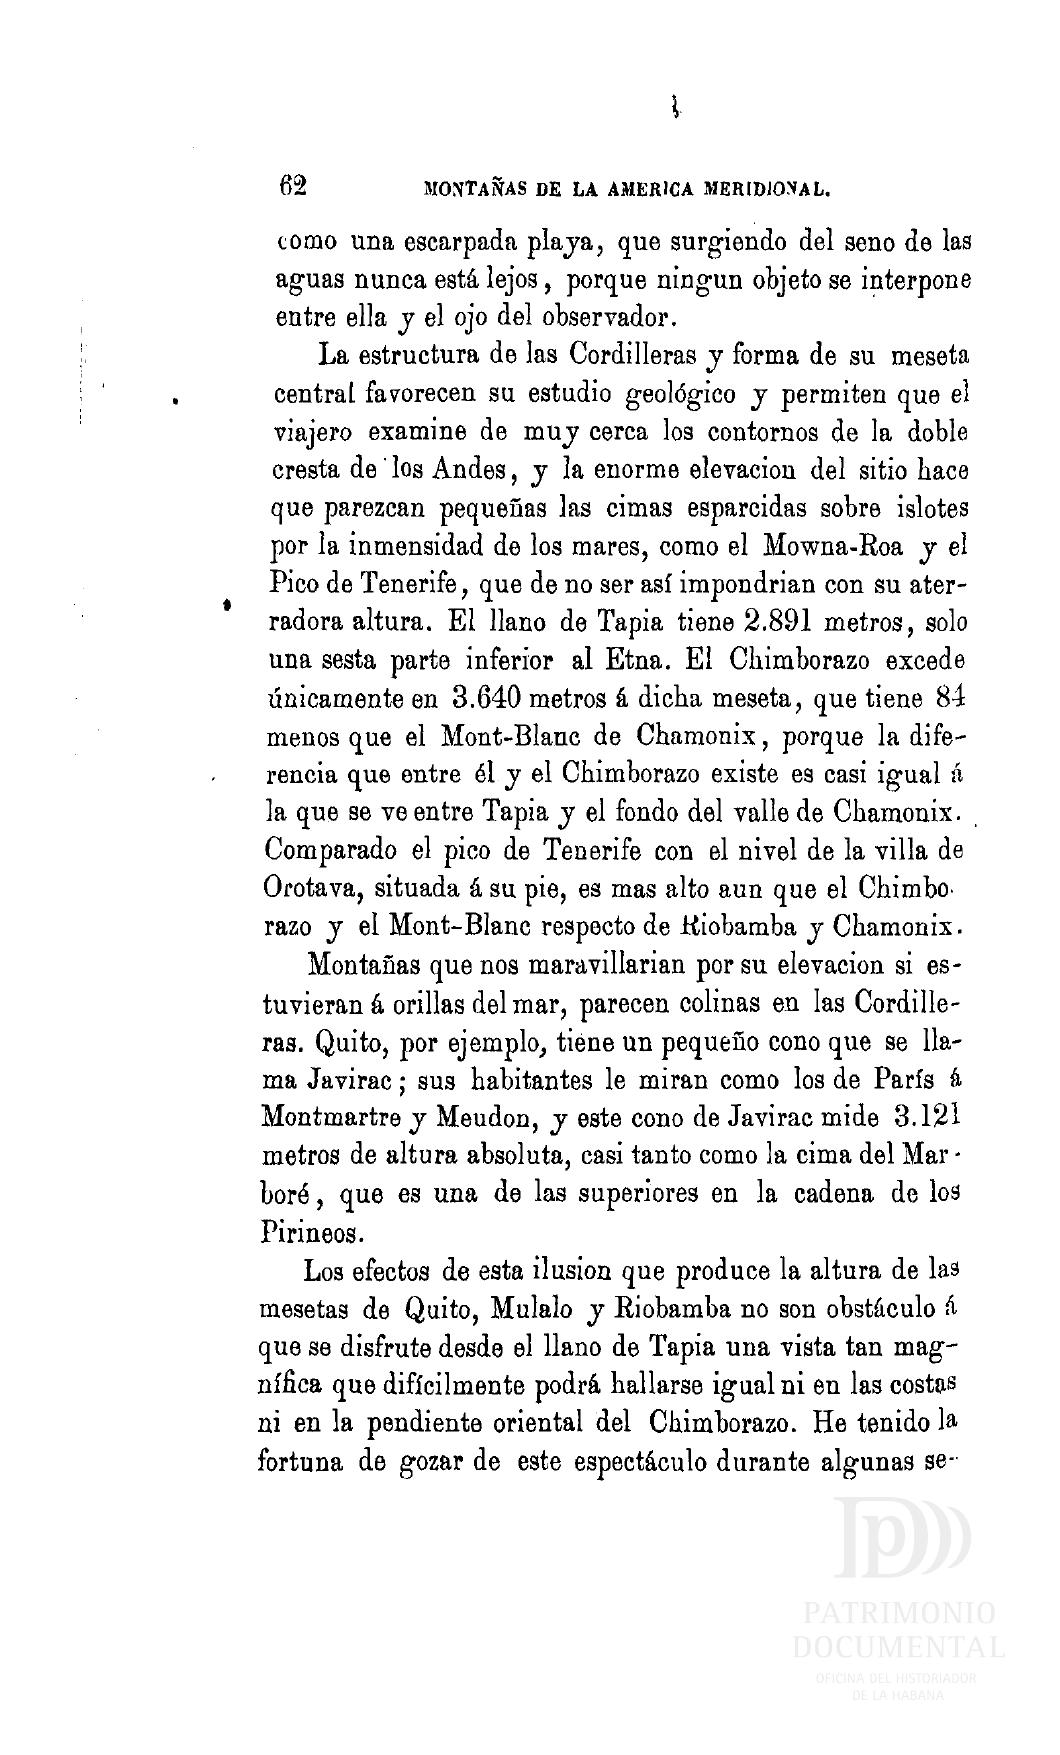 62 MONTAÑAS DE LA AMERICA MERIDIONAL.
como una escarpada playa, que surgiendo del seno de las
aguas nunca está lejos, porque ningun objeto se interpone
entre ella y el ojo del observador.
La estructura de las Cordilleras y forma de su meseta
central favorecen su estudio geológico y permiten que el
viajero examine de muy cerca los contornos de la doble
cresta de los Andes, y la enorme elevacion del sitio hace
que parezcan pequeñas las cimas esparcidas sobre islotes
por la inmensidad de los mares, como el Mowna-Roa y el
Pico de Tenerife, que de no ser así impondrian con su ater-
radora altura. El llano de Tapia tiene 2.891 metros, solo
una sesta parte inferior al Etna. El Chimborazo excede
únicamente en 3.640 metros á dicha meseta, que tiene 84
menos que el Mont-Blanc de Chamonix, porque la dife-
rencia que entre él y el Chimborazo existe es casi igual á
la que se ve entre Tapia y el fondo del valle de Chamonix.
Comparado el pico de Tenerife con el nivel de la villa de
Orotava, situada á su pie, es mas alto aun que el Chimbo-
razo y el Mont-Blanc respecto de Riobamba y Chamonix.
Montañas que nos maravillarian por su elevacion si es-
tuvieran á orillas del mar, parecen colinas en las Cordille-
ras. Quito, por ejemplo, tiene un pequeño cono que se lla-
ma Javirac; sus habitantes le miran como los de París á
Montmartre y Meudon, y este cono de Javirac mide 3.121
metros de altura absoluta, casi tanto como la cima del Mar-
boré, que es una de las superiores en la cadena de los
Pirineos.
Los efectos de esta ilusion que produce la altura de las
mesetas de Quito, Mulalo y Riobamba no son obstáculo á
que se disfrute desde el llano de Tapia una vista tan mag-
nífica que difícilmente podrá hallarse igual ni en las costas
ni en la pendiente oriental del Chimborazo. He tenido la
fortuna de gozar de este espectáculo durante algunas se-
PATRIMONIO
DOCUMENTAL
OFICINA DEL HISTORIADOR
DE LA HABANA